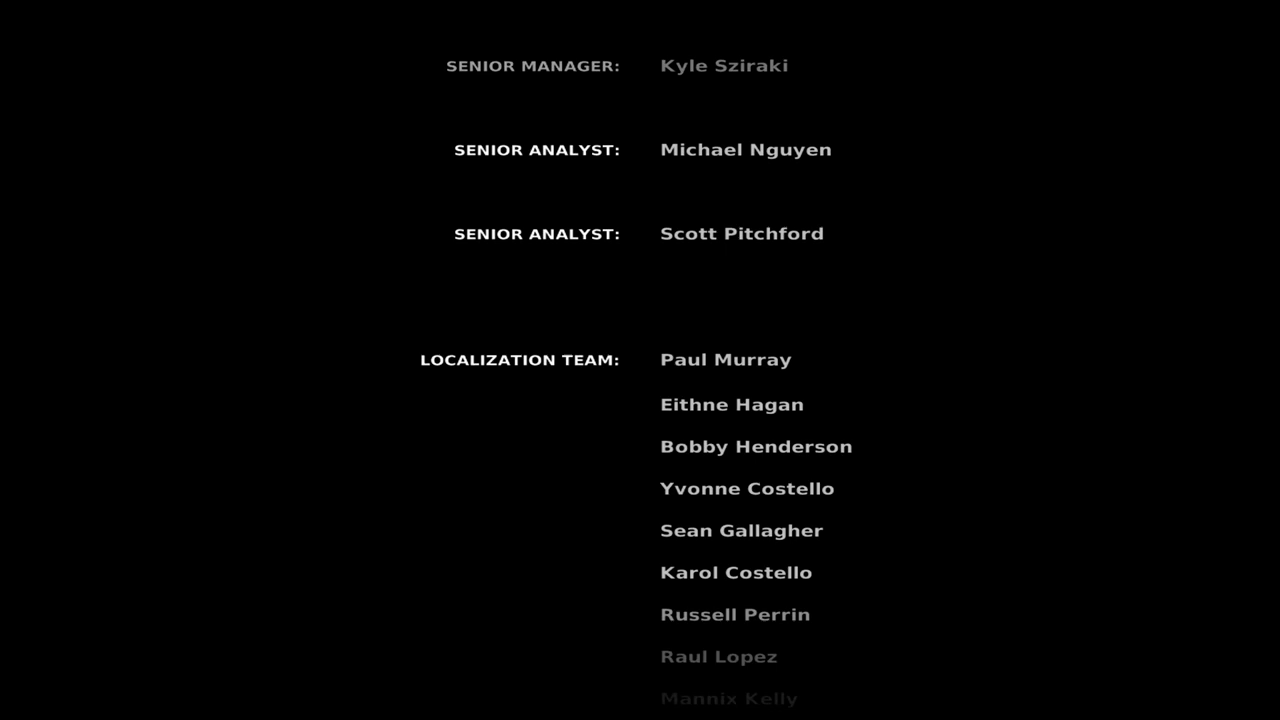 SENIOR MANAGER: Kyle Sziraki
SENIOR ANALYST: Michael Nguyen
SENIOR ANALYST: Scott Pitchford
LOCALIZATION TEAM: Paul Murray
Eithne Hagan
Bobby Henderson
Yvonne Costello
Sean Gallagher
Karol Costello
Russell Perrin
Raul Lopez
Mannix Kelly